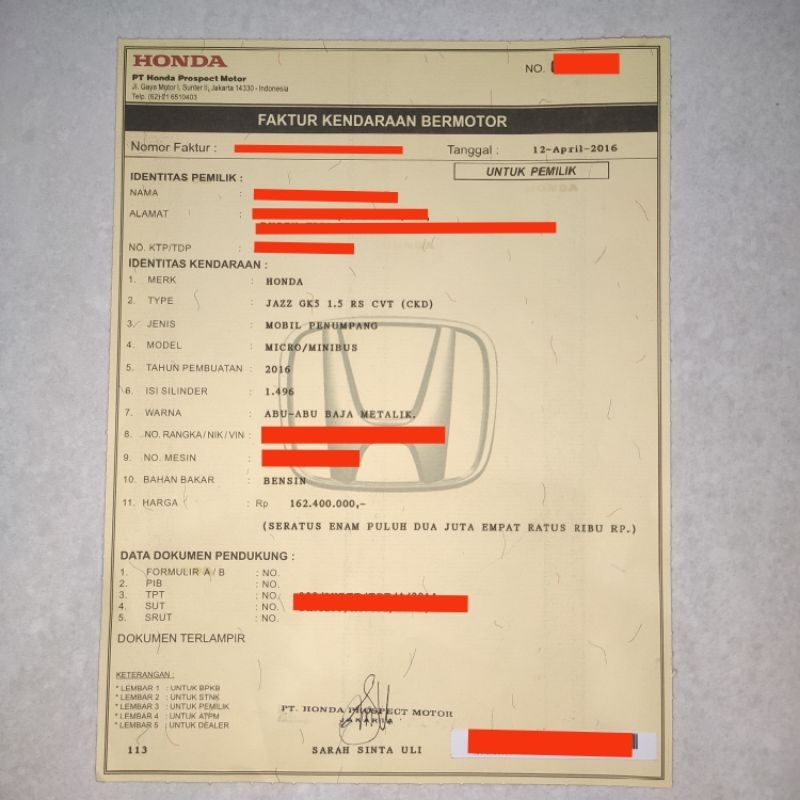 HONDA
PT Honda Prospect Motor
Jl. Gaya Motor I, Sunter II, Jakarta 14330 - Indonesia
Telp. (62) 21 6510403
NO.
FAKTUR KENDARAAN BERMOTOR
Nomor Faktur :
Tanggal : 12-April-2016
UNTUK PEMILIK
IDENTITAS PEMILIK :
NAMA :
ALAMAT :
NO. KTP/TDP :
IDENTITAS KENDARAAN :
1. MERK : HONDA
2. TYPE : JAZZ GK5 1.5 RS CVT (CKD)
3. JENIS : MOBIL PENUMPANG
4. MODEL : MICRO/MINIBUS
5. TAHUN PEMBUATAN : 2016
6. ISI SILINDER : 1.496
7. WARNA : ABU-ABU BAJA METALIK.
8. NO. RANGKA/NIK/VIN :
9. NO. MESIN :
10. BAHAN BAKAR : BENSIN
11. HARGA : Rp 162.400.000,-
(SERATUS ENAM PULUH DUA JUTA EMPAT RATUS RIBU RP.)
DATA DOKUMEN PENDUKUNG :
1. FORMULIR A / B : NO.
2. PIB : NO.
3. TPT : NO.
4. SUT : NO.
5. SRUT : NO.
DOKUMEN TERLAMPIR
KETERANGAN :
* LEMBAR 1 : UNTUK BPKB
* LEMBAR 2 : UNTUK STNK
* LEMBAR 3 : UNTUK PEMILIK
* LEMBAR 4 : UNTUK ATPM
* LEMBAR 5 : UNTUK DEALER
PT. HONDA PROSPECT MOTOR
JAKARTA
113
SARAH SINTA ULI